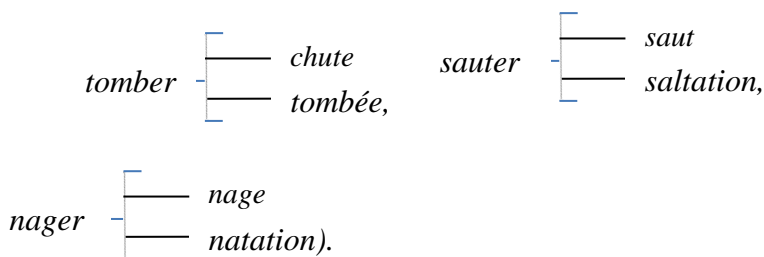 tomber
chute
tombée,
sauter
saut
saltation,
nager
nage
natation).